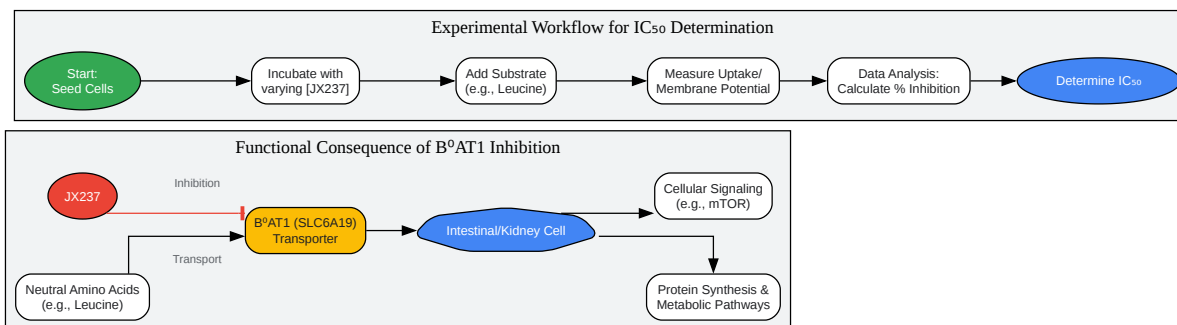 Experimental Workflow for IC₅₀ Determination
Start:
Seed Cells
Incubate with
varying [JX237]
Add Substrate
(e.g., Leucine)
Measure Uptake/
Membrane Potential
Data Analysis:
Calculate % Inhibition
Determine IC₅₀
Functional Consequence of B⁰AT1 Inhibition
JX237
Inhibition
B⁰AT1 (SLC6A19)
Transporter
Transport
Neutral Amino Acids
(e.g., Leucine)
Intestinal/Kidney Cell
Cellular Signaling
(e.g., mTOR)
Protein Synthesis &
Metabolic Pathways